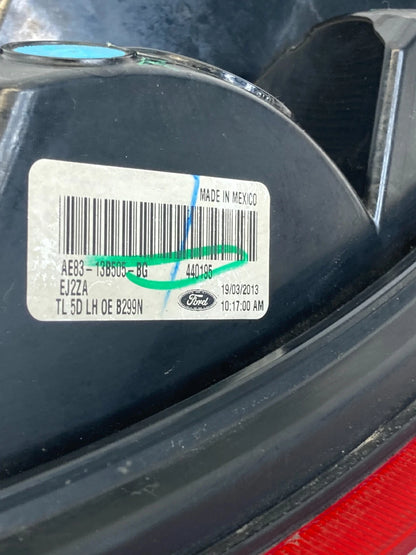 MADE IN MEXICO
AE83-13B505-BG 440195
EJ2ZA 19/03/2013
TL 5D LH OE B299N Ford 10:17:00 AM